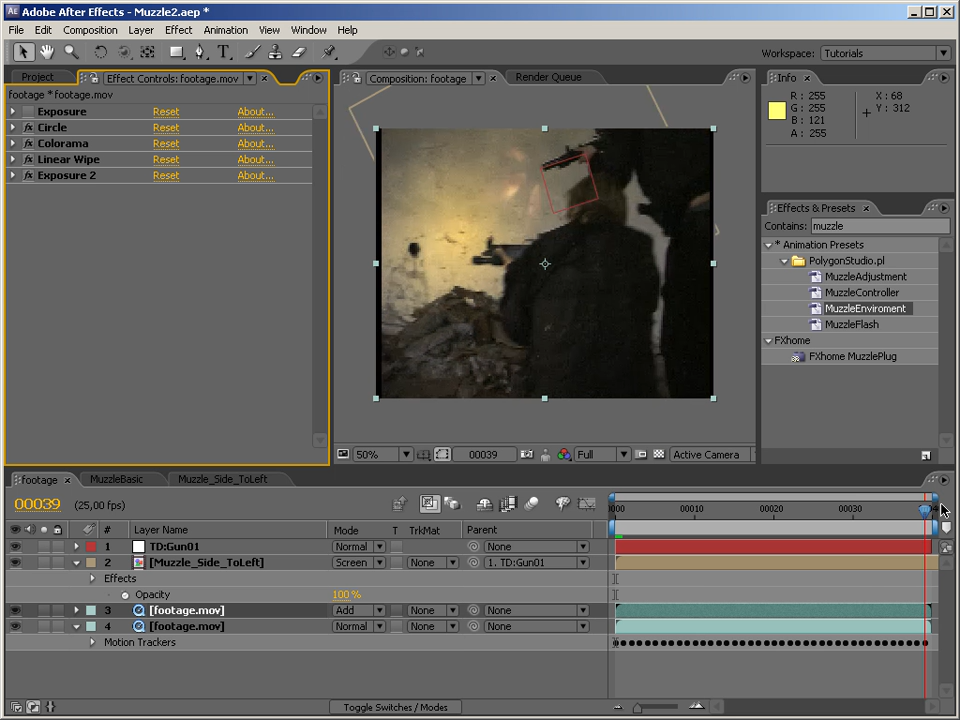 Adobe After Effects - Muzzle2.aep *
File Edit Composition Layer Effect Animation View Window Help
Workspace: Tutorials
Project Effect Controls: footage.mov
footage * footage.mov
Exposure Reset About...
Circle Reset About...
Colorama Reset About...
Linear Wipe Reset About...
Exposure 2 Reset About...
Composition: footage Render Queue
50% 00039 Full Active Camera
Info
R : 255 X : 68
G : 255 Y : 312
B : 121
A : 255
Effects & Presets
Contains: muzzle
* Animation Presets
PolygonStudio.pl
MuzzleAdjustment
MuzzleController
MuzzleEnviroment
MuzzleFlash
FXhome
FXhome MuzzlePlug
footage MuzzleBasic Muzzle_Side_ToLeft
00039 (25,00 fps)
0000 00010 00020 00030
# Layer Name Mode T TrkMat Parent
1 TD:Gun01 Normal None
2 [Muzzle_Side_ToLeft] Screen None 1. TD:Gun01
Effects
Opacity 100 %
3 [footage.mov] Add None None
4 [footage.mov] Normal None None
Motion Trackers
Toggle Switches / Modes